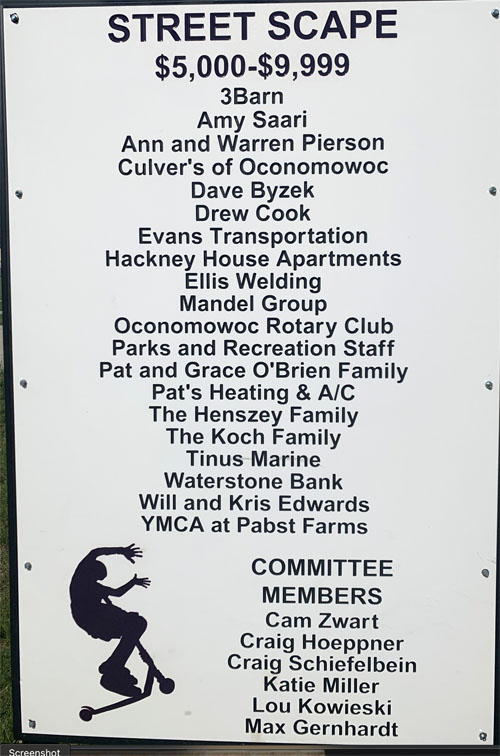 STREET SCAPE
$5,000-$9,999
3Barn
Amy Saari
Ann and Warren Pierson
Culver's of Oconomowoc
Dave Byzek
Drew Cook
Evans Transportation
Hackney House Apartments
Ellis Welding
Mandel Group
Oconomowoc Rotary Club
Parks and Recreation Staff
Pat and Grace O'Brien Family
Pat's Heating & A/C
The Henszey Family
The Koch Family
Tinus Marine
Waterstone Bank
Will and Kris Edwards
YMCA at Pabst Farms
COMMITTEE
MEMBERS
Cam Zwart
Craig Hoeppner
Craig Schiefelbein
Katie Miller
Lou Kowieski
Max Gernhardt
Screenshot